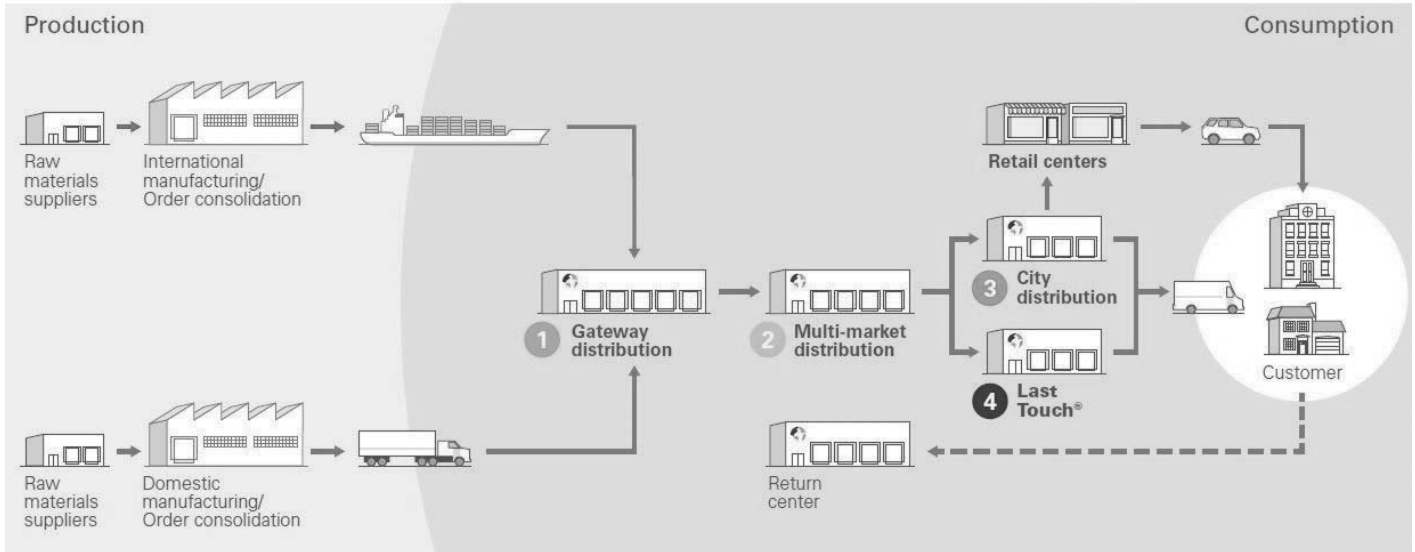 Production
Consumption
Raw
materials
suppliers
International
manufacturing/
Order consolidation
Retail centers
1
Gateway
distribution
2
Multi-market
distribution
3
City
distribution
4
Last
Touch®
Customer
Raw
materials
suppliers
Domestic
manufacturing/
Order consolidation
Return
center